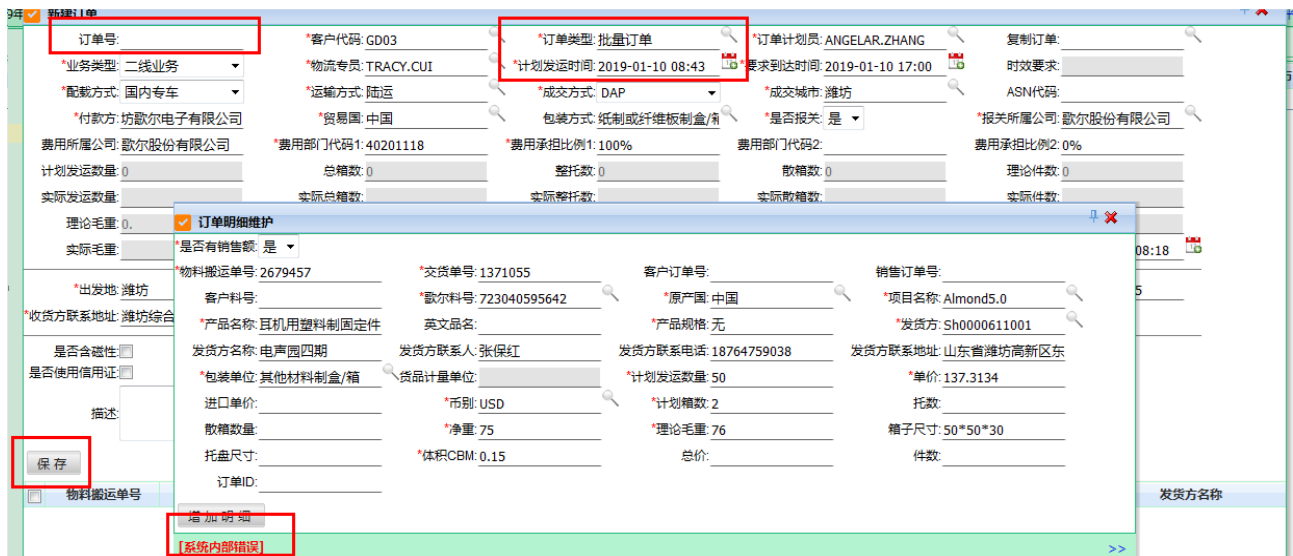 9年
新建订单
订单号: *客户代码: GD03 *订单类型: 批量订单 *订单计划员: ANGELAR.ZHANG 复制订单:
*业务类型: 二线业务 *物流专员: TRACY.CUI *计划发运时间: 2019-01-10 08:43 *要求到达时间: 2019-01-10 17:00 时效要求:
*配载方式: 国内专车 *运输方式: 陆运 *成交方式: DAP *成交城市: 潍坊 ASN代码:
*付款方: 坊歌尔电子有限公司 *贸易国: 中国 包装方式: 纸制或纤维板制盒/ *是否报关: 是 *报关所属公司: 歌尔股份有限公司
费用所属公司: 歌尔股份有限公司 *费用部门代码1: 40201118 *费用承担比例1: 100% 费用部门代码2: 费用承担比例2: 0%
计划发运数量: 0 总箱数: 0 整托数: 0 散箱数: 0 理论件数: 0
实际发运数量: 实际总箱数: 实际整托数: 实际散箱数: 实际件数:
理论毛重: 0.
实际毛重: 08:18
*出发地: 潍坊 5
*收货方联系地址: 潍坊综合
是否含磁性:
是否使用信用证:
描述:
保存
物料搬运单号 发货方名称
订单明细维护
*是否有销售额: 是
*物料搬运单号: 2679457 *交货单号: 1371055 客户订单号: 销售订单号:
客户料号: *歌尔料号: 723040595642 *原产国: 中国 *项目名称: Almond5.0
*产品名称: 耳机用塑料制固定件 英文品名: *产品规格: 无 *发货方: Sh0000611001
发货方名称: 电声园四期 发货方联系人: 张保红 发货方联系电话: 18764759038 发货方联系地址: 山东省潍坊高新区东
*包装单位: 其他材料制盒/箱 货品计量单位: *计划发运数量: 50 *单价: 137.3134
进口单价: *币别: USD *计划箱数: 2 托数:
散箱数量: *净重: 75 *理论毛重: 76 箱子尺寸: 50*50*30
托盘尺寸: *体积CBM: 0.15 总价: 件数:
订单ID:
增加明细
[系统内部错误] >>